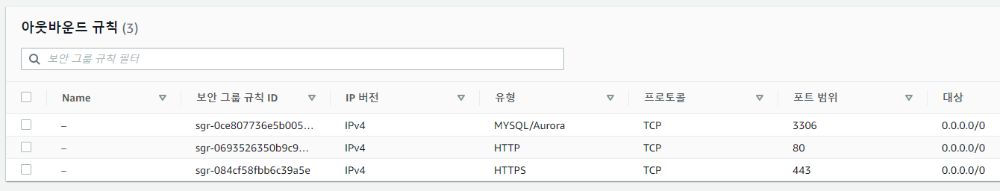 아웃바운드 규칙 (3)
보안 그룹 규칙 필터
Name 보안 그룹 규칙 ID IP 버전 유형 프로토콜 포트 범위 대상
– sgr-0ce807736e5b005... IPv4 MYSQL/Aurora TCP 3306 0.0.0.0/0
– sgr-0693526350b9c9... IPv4 HTTP TCP 80 0.0.0.0/0
– sgr-084cf58fbb6c39a5e IPv4 HTTPS TCP 443 0.0.0.0/0